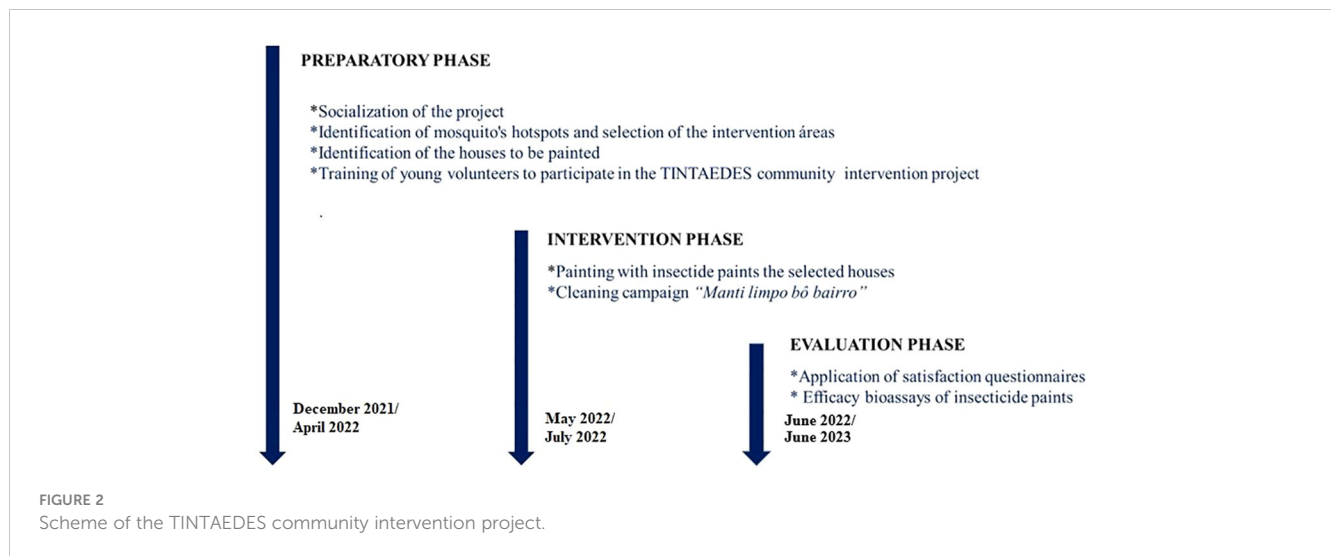 PREPARATORY PHASE
*Socialization of the project
*Identification of mosquito's hotspots and selection of the intervention áreas
*Identification of the houses to be painted
*Training of young volunteers to participate in the TINTAEDES community intervention project
.
INTERVENTION PHASE
*Painting with insectide paints the selected houses
*Cleaning campaign “Manti limpo bô bairro”
EVALUATION PHASE
*Application of satisfaction questionnaires
* Efficacy bioassays of insecticide paints
December 2021/
April 2022
May 2022/
July 2022
June 2022/
June 2023
FIGURE 2
Scheme of the TINTAEDES community intervention project.